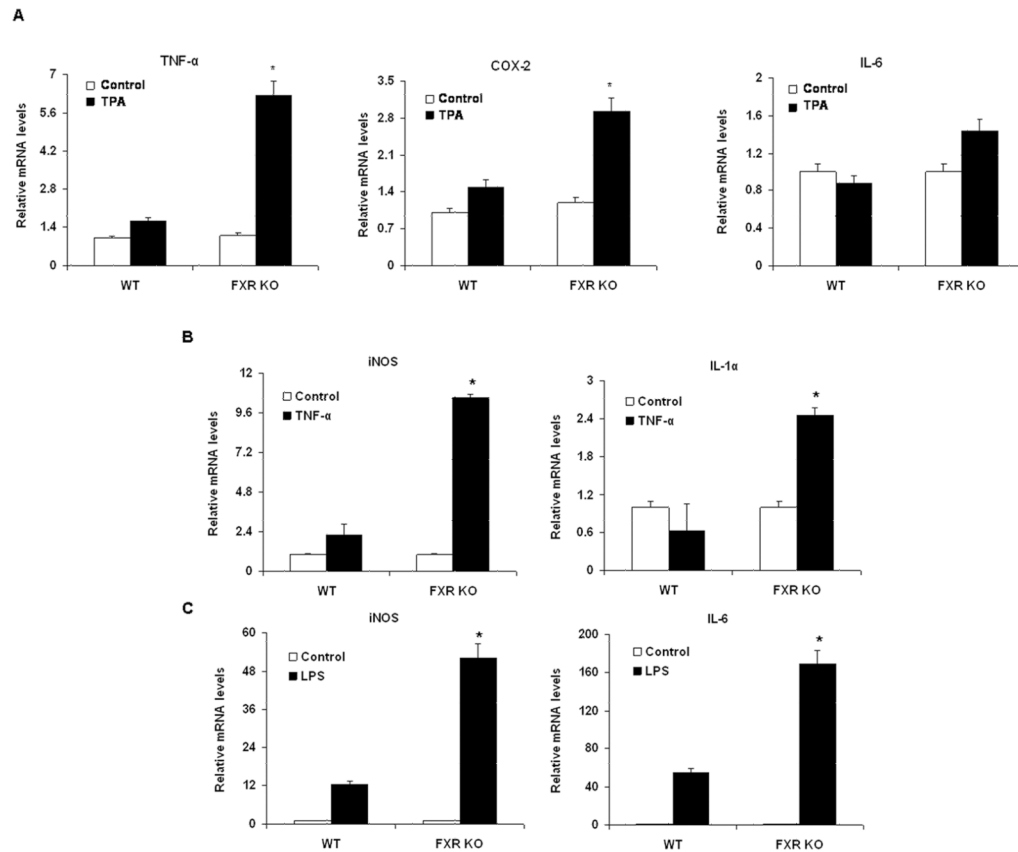 A
TNF-α
Relative mRNA levels
7
5.6
4.2
2.8
1.4
0
Control
TPA
*
WT
FXR KO
COX-2
Relative mRNA levels
3.5
2.8
2.1
1.4
0.7
0
Control
TPA
*
WT
FXR KO
IL-6
Relative mRNA levels
2
1.6
1.2
0.8
0.4
0
Control
TPA
WT
FXR KO
B
iNOS
Relative mRNA levels
12
9.6
7.2
4.8
2.4
0
Control
TNF-α
*
WT
FXR KO
IL-1α
Relative mRNA levels
3
2.4
1.8
1.2
0.6
0
Control
TNF-α
*
WT
FXR KO
C
iNOS
Relative mRNA levels
60
48
36
24
12
0
Control
LPS
*
WT
FXR KO
IL-6
Relative mRNA levels
200
160
120
80
40
0
Control
LPS
*
WT
FXR KO